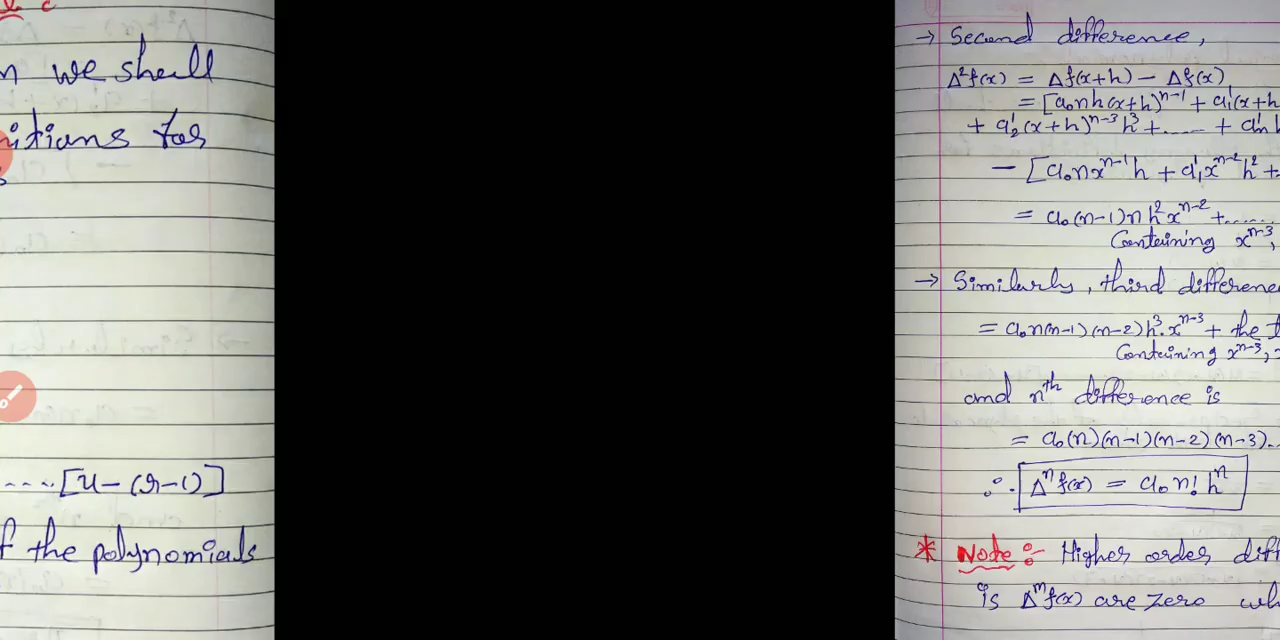 n we shall
nitians for
.... [u - (r-1)]
f the polynomials
→ Second difference,
Δ²f(x) = Δf(x+h) - Δf(x)
= [a₀nh(x+h)ⁿ⁻¹ + a₁'(x+h
+ a₂'(x+h)ⁿ⁻³h³ + ...... + a'n h
- [a₀nxⁿ⁻¹h + a₁'xⁿ⁻²h² +
= a₀(n-1)nh²xⁿ⁻² + ......
Containing xⁿ⁻³,
→ Similarly, third difference
= a₀n(n-1)(n-2)h³.xⁿ⁻³ + the t
Containing xⁿ⁻³,
and nth difference is
= a₀(n)(n-1)(n-2)(n-3)..
∴ Δⁿf(x) = a₀n!hⁿ
* Note :- Higher order diff
is Δᵐf(x) are zero wh